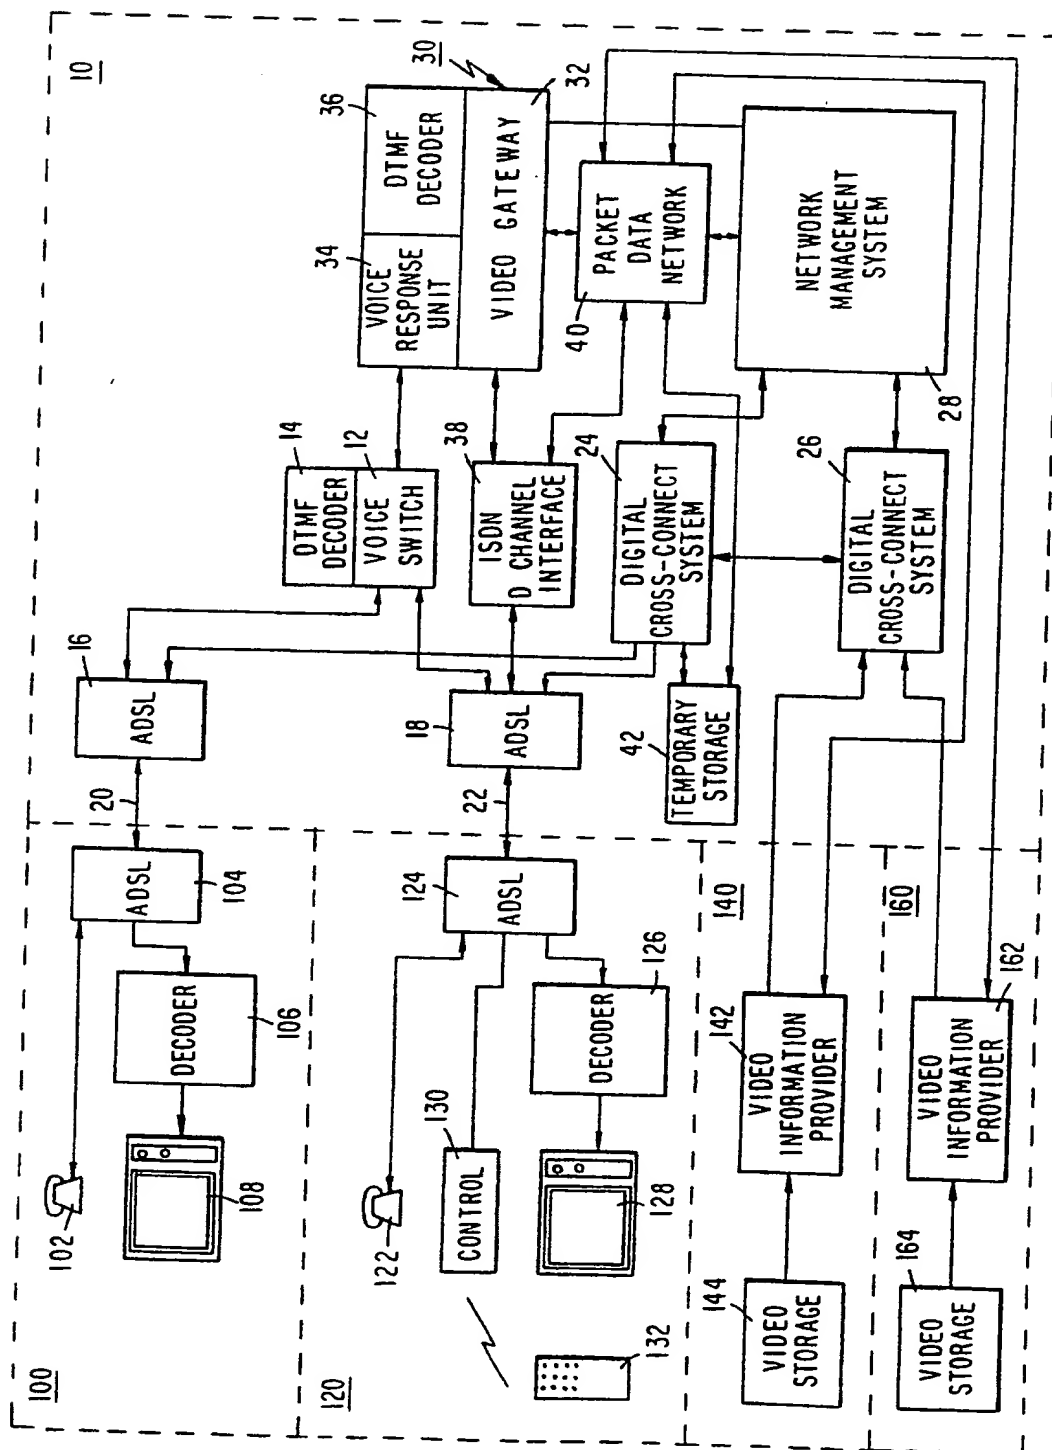 10
30
36
DTMF
DECODER
34
VOICE
RESPONSE
UNIT
VIDEO GATEWAY
32
14
DTMF
DECODER
12
VOICE
SWITCH
38
ISDN
D CHANNEL
INTERFACE
PACKET
DATA
NETWORK
40
NETWORK
MANAGEMENT
SYSTEM
28
24
DIGITAL
CROSS-CONNECT
SYSTEM
26
DIGITAL
CROSS-CONNECT
SYSTEM
16
ADSL
18
ADSL
42
TEMPORARY
STORAGE
20
22
100
102
ADSL
104
DECODER
106
108
120
122
124
ADSL
DECODER
126
128
130
CONTROL
132
140
142
VIDEO
INFORMATION
PROVIDER
144
VIDEO
STORAGE
160
162
VIDEO
INFORMATION
PROVIDER
164
VIDEO
STORAGE